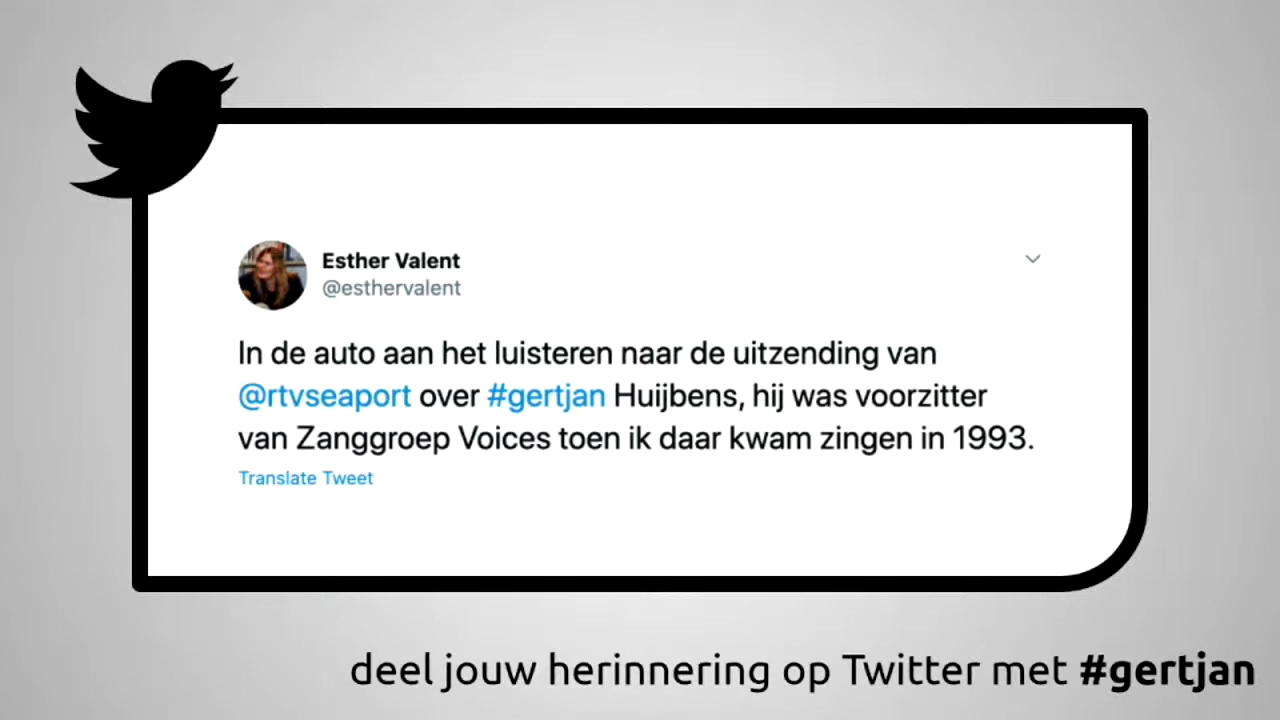 Esther Valent
@esthervalent
In de auto aan het luisteren naar de uitzending van
@rtvseaport over #gertjan Huijbens, hij was voorzitter
van Zanggroep Voices toen ik daar kwam zingen in 1993.
Translate Tweet
deel jouw herinnering op Twitter met #gertjan